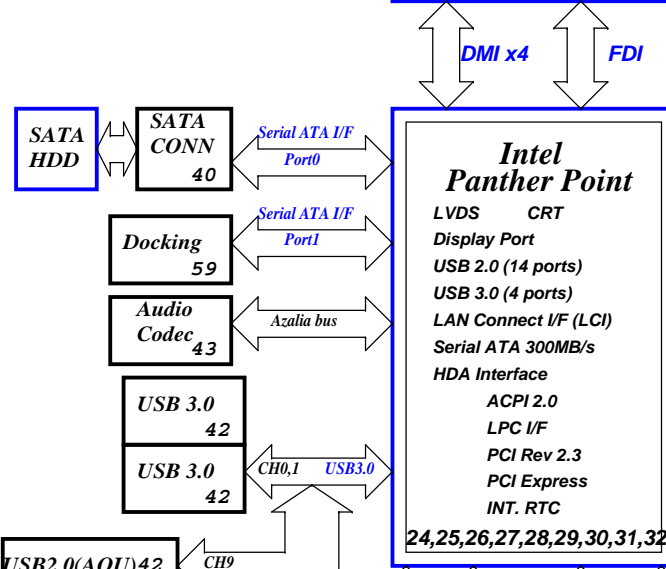 DMI x4
FDI
SATA
HDD
SATA
CONN
40
Serial ATA I/F
Port0
Docking
59
Serial ATA I/F
Port1
Audio
Codec
43
Azalia bus
USB 3.0
42
USB 3.0
42
CH0,1 USB3.0
USB2.0(AOU)42
CH9
Intel
Panther Point
LVDS CRT
Display Port
USB 2.0 (14 ports)
USB 3.0 (4 ports)
LAN Connect I/F (LCI)
Serial ATA 300MB/s
HDA Interface
ACPI 2.0
LPC I/F
PCI Rev 2.3
PCI Express
INT. RTC
24,25,26,27,28,29,30,31,32